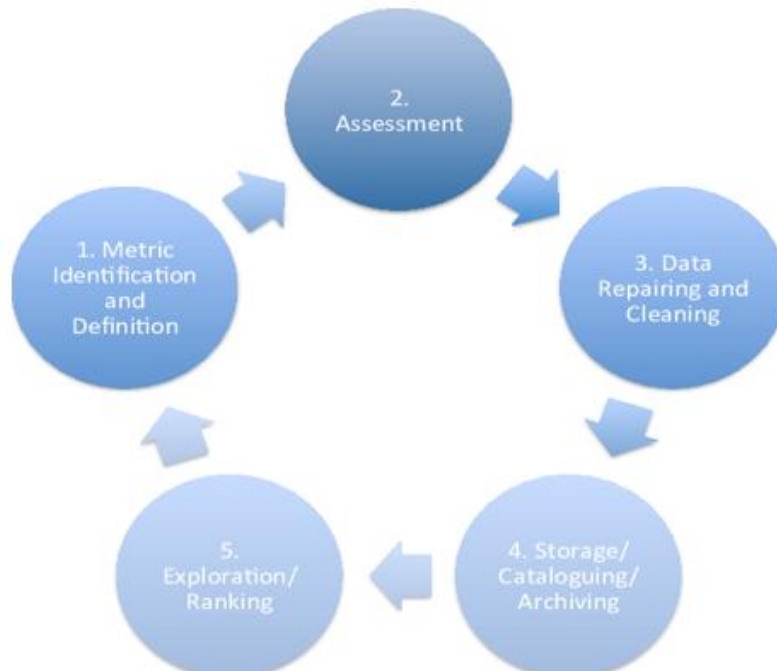 1. Metric
Identification
and
Definition
2.
Assessment
3. Data
Repairing and
Cleaning
4. Storage/
Cataloguing/
Archiving
5.
Exploration/
Ranking